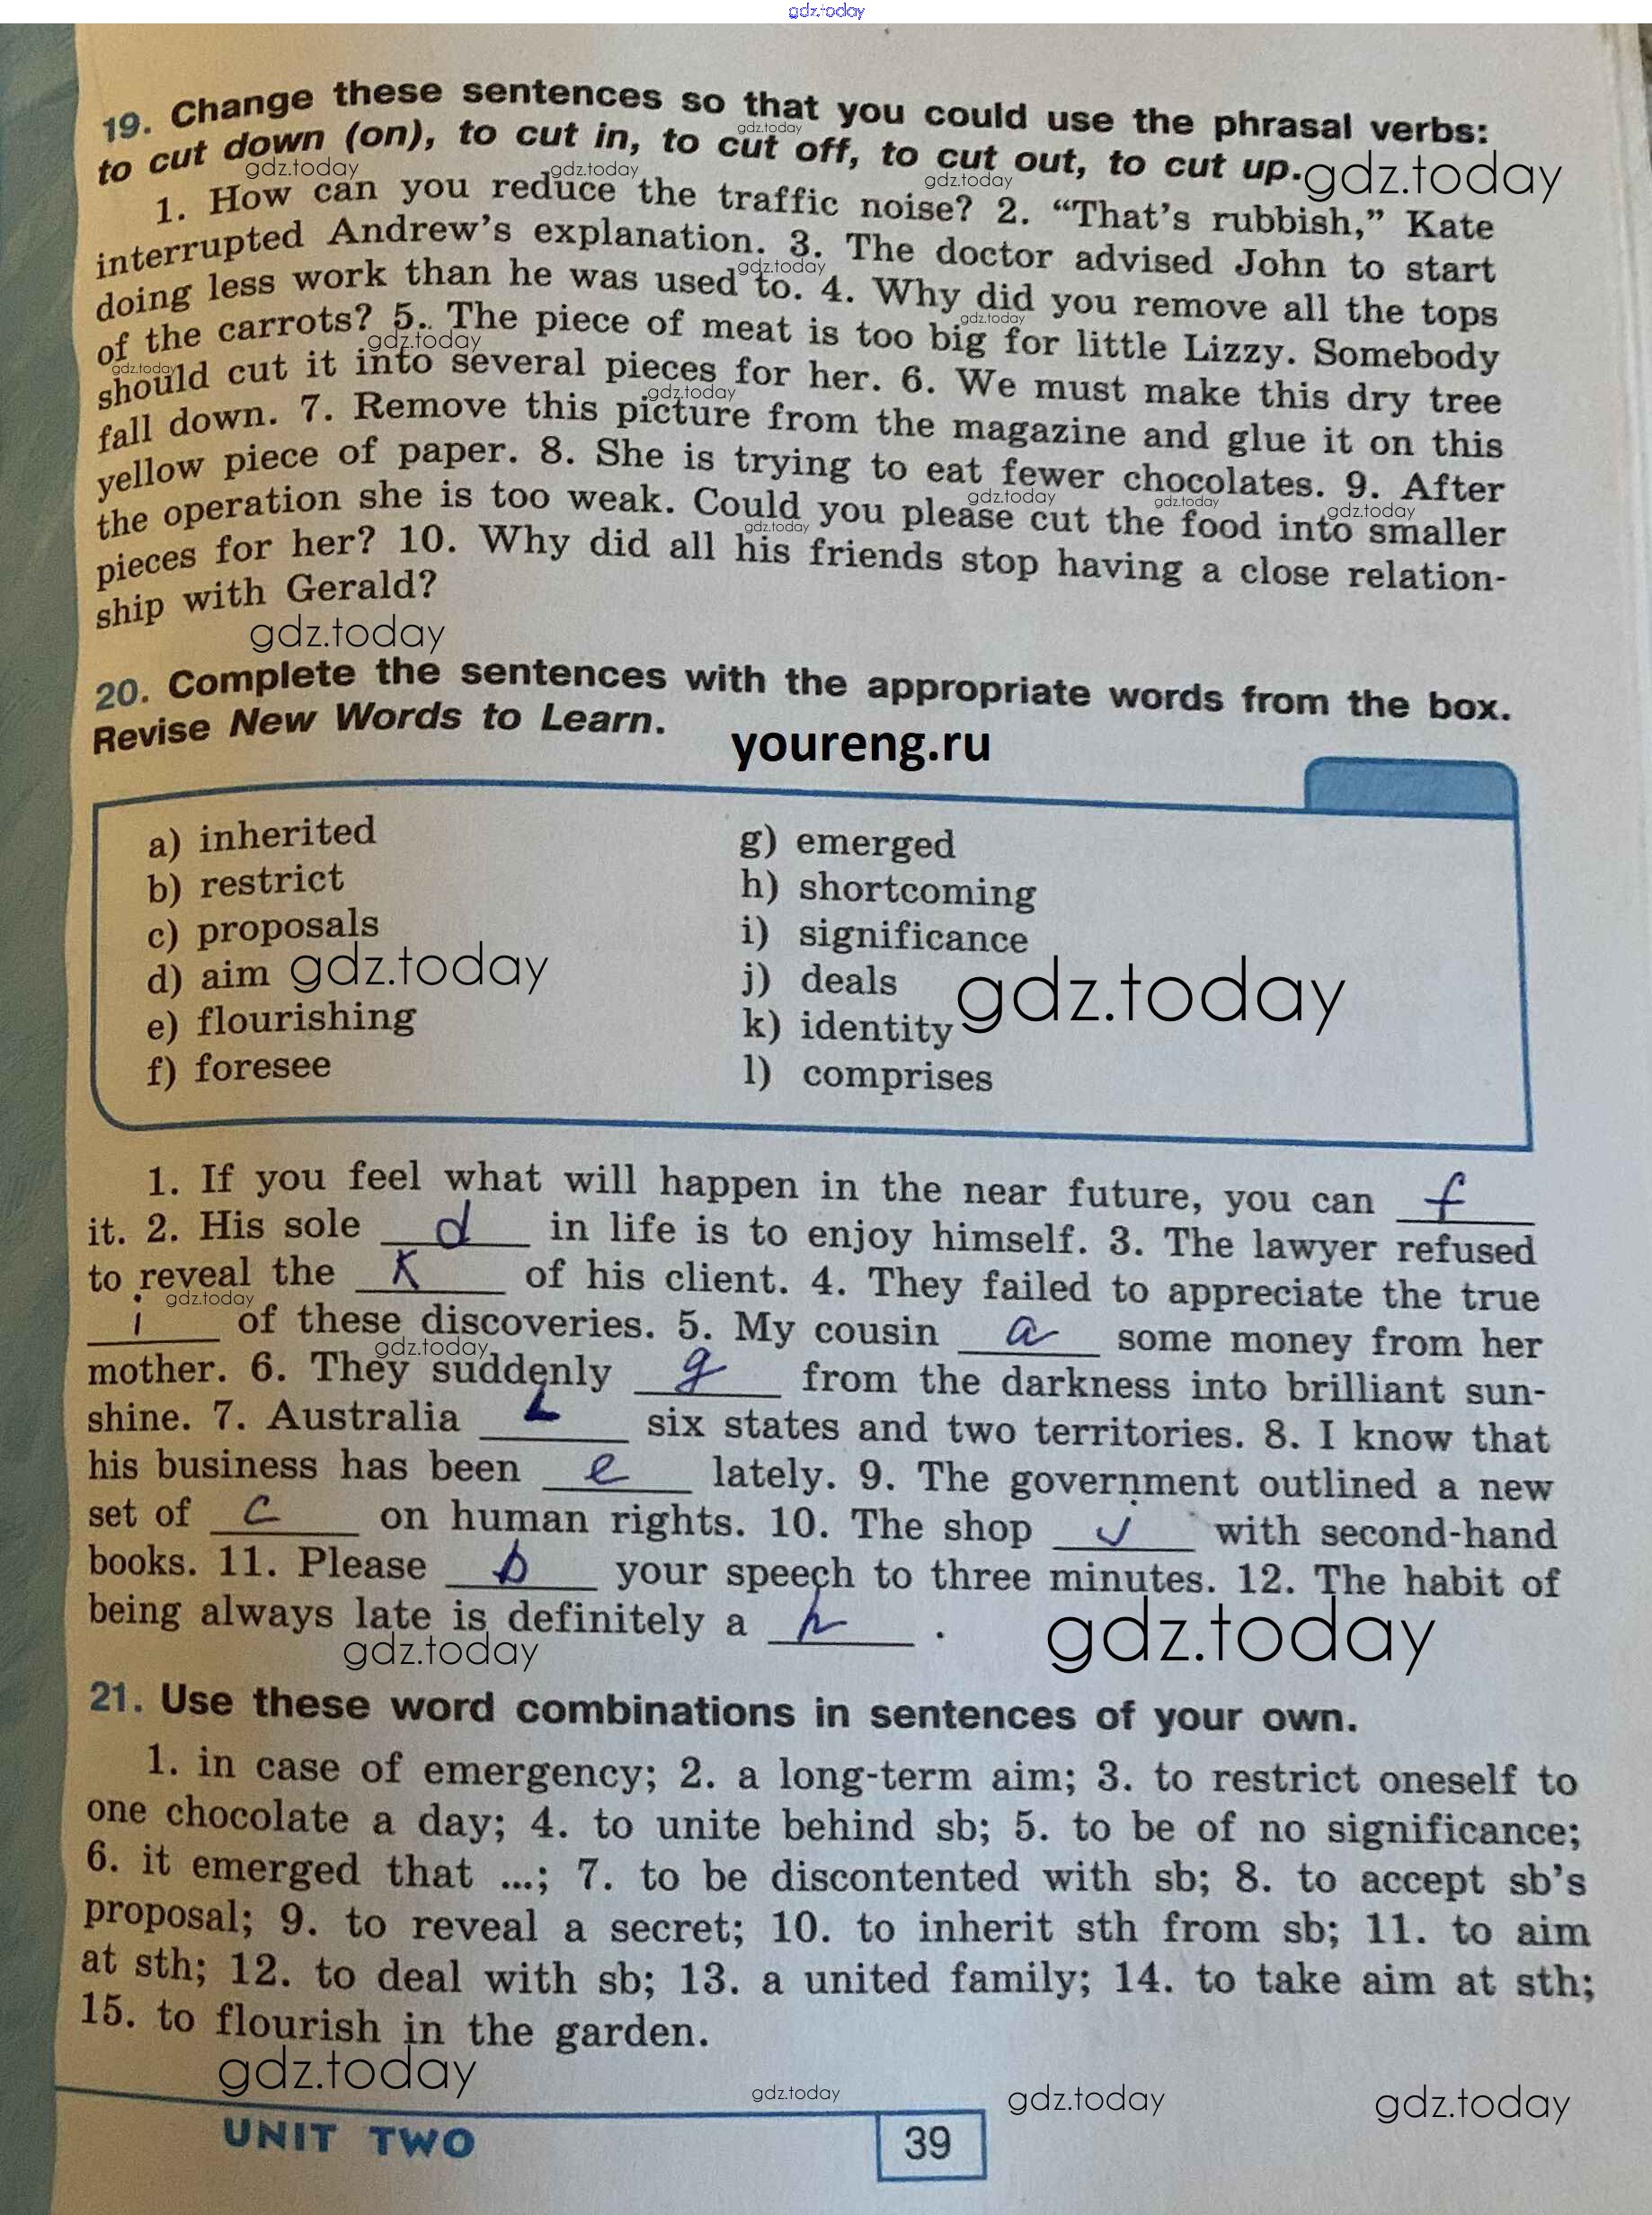 gdz.today
19. Change these sentences so that you could use the phrasal verbs:
to cut down (on), to cut in, to cut off, to cut out, to cut up.
1. How can you reduce the traffic noise? 2. “That’s rubbish,” Kate
interrupted Andrew’s explanation. 3. The doctor advised John to start
doing less work than he was used to. 4. Why did you remove all the tops
of the carrots? 5. The piece of meat is too big for little Lizzy. Somebody
should cut it into several pieces for her. 6. We must make this dry tree
fall down. 7. Remove this picture from the magazine and glue it on this
yellow piece of paper. 8. She is trying to eat fewer chocolates. 9. After
the operation she is too weak. Could you please cut the food into smaller
pieces for her? 10. Why did all his friends stop having a close relation-
ship with Gerald?
gdz.today
20. Complete the sentences with the appropriate words from the box.
Revise New Words to Learn.
youreng.ru
a) inherited
b) restrict
c) proposals
d) aim
e) flourishing
f) foresee
g) emerged
h) shortcoming
i) significance
j) deals
k) identity
l) comprises
gdz.today
gdz.today
1. If you feel what will happen in the near future, you can f
it. 2. His sole d in life is to enjoy himself. 3. The lawyer refused
to reveal the K of his client. 4. They failed to appreciate the true
i of these discoveries. 5. My cousin a some money from her
mother. 6. They suddenly g from the darkness into brilliant sun-
shine. 7. Australia L six states and two territories. 8. I know that
his business has been e lately. 9. The government outlined a new
set of c on human rights. 10. The shop j with second-hand
books. 11. Please b your speech to three minutes. 12. The habit of
being always late is definitely a h .
gdz.today
gdz.today
21. Use these word combinations in sentences of your own.
1. in case of emergency; 2. a long-term aim; 3. to restrict oneself to
one chocolate a day; 4. to unite behind sb; 5. to be of no significance;
6. it emerged that ...; 7. to be discontented with sb; 8. to accept sb’s
proposal; 9. to reveal a secret; 10. to inherit sth from sb; 11. to aim
at sth; 12. to deal with sb; 13. a united family; 14. to take aim at sth;
15. to flourish in the garden.
gdz.today
gdz.today
gdz.today
gdz.today
UNIT TWO
39